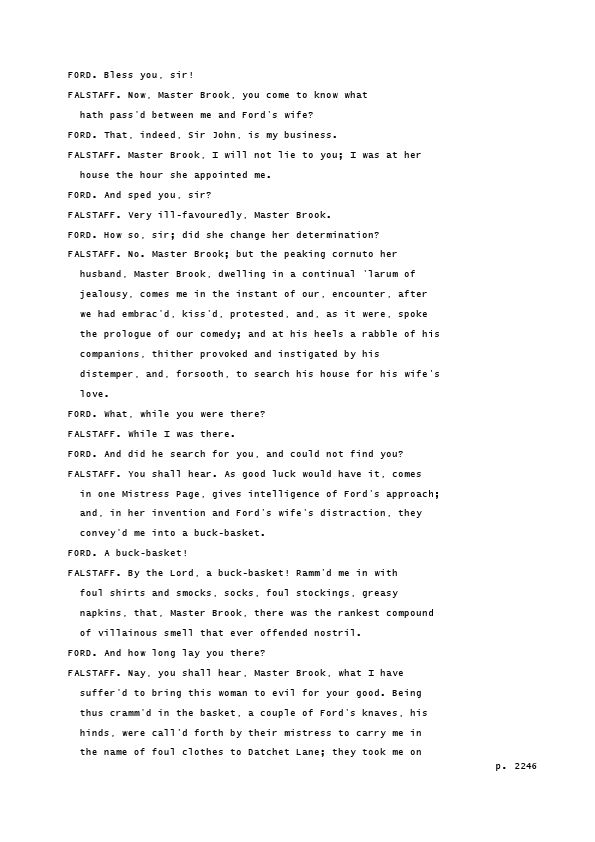 FORD. Bless you, sir!
FALSTAFF. Now, Master Brook, you come to know what
hath pass'd between me and Ford's wife?
FORD. That, indeed, Sir John, is my business.
FALSTAFF. Master Brook, I will not lie to you; I was at her
house the hour she appointed me.
FORD. And sped you, sir?
FALSTAFF. Very ill-favouredly, Master Brook.
FORD. How so, sir; did she change her determination?
FALSTAFF. No. Master Brook; but the peaking cornuto her
husband, Master Brook, dwelling in a continual 'larum of
jealousy, comes me in the instant of our, encounter, after
we had embrac'd, kiss'd, protested, and, as it were, spoke
the prologue of our comedy; and at his heels a rabble of his
companions, thither provoked and instigated by his
distemper, and, forsooth, to search his house for his wife's
love.
FORD. What, while you were there?
FALSTAFF. While I was there.
FORD. And did he search for you, and could not find you?
FALSTAFF. You shall hear. As good luck would have it, comes
in one Mistress Page, gives intelligence of Ford's approach;
and, in her invention and Ford's wife's distraction, they
convey'd me into a buck-basket.
FORD. A buck-basket!
FALSTAFF. By the Lord, a buck-basket! Ramm'd me in with
foul shirts and smocks, socks, foul stockings, greasy
napkins, that, Master Brook, there was the rankest compound
of villainous smell that ever offended nostril.
FORD. And how long lay you there?
FALSTAFF. Nay, you shall hear, Master Brook, what I have
suffer'd to bring this woman to evil for your good. Being
thus cramm'd in the basket, a couple of Ford's knaves, his
hinds, were call'd forth by their mistress to carry me in
the name of foul clothes to Datchet Lane; they took me on
p. 2246